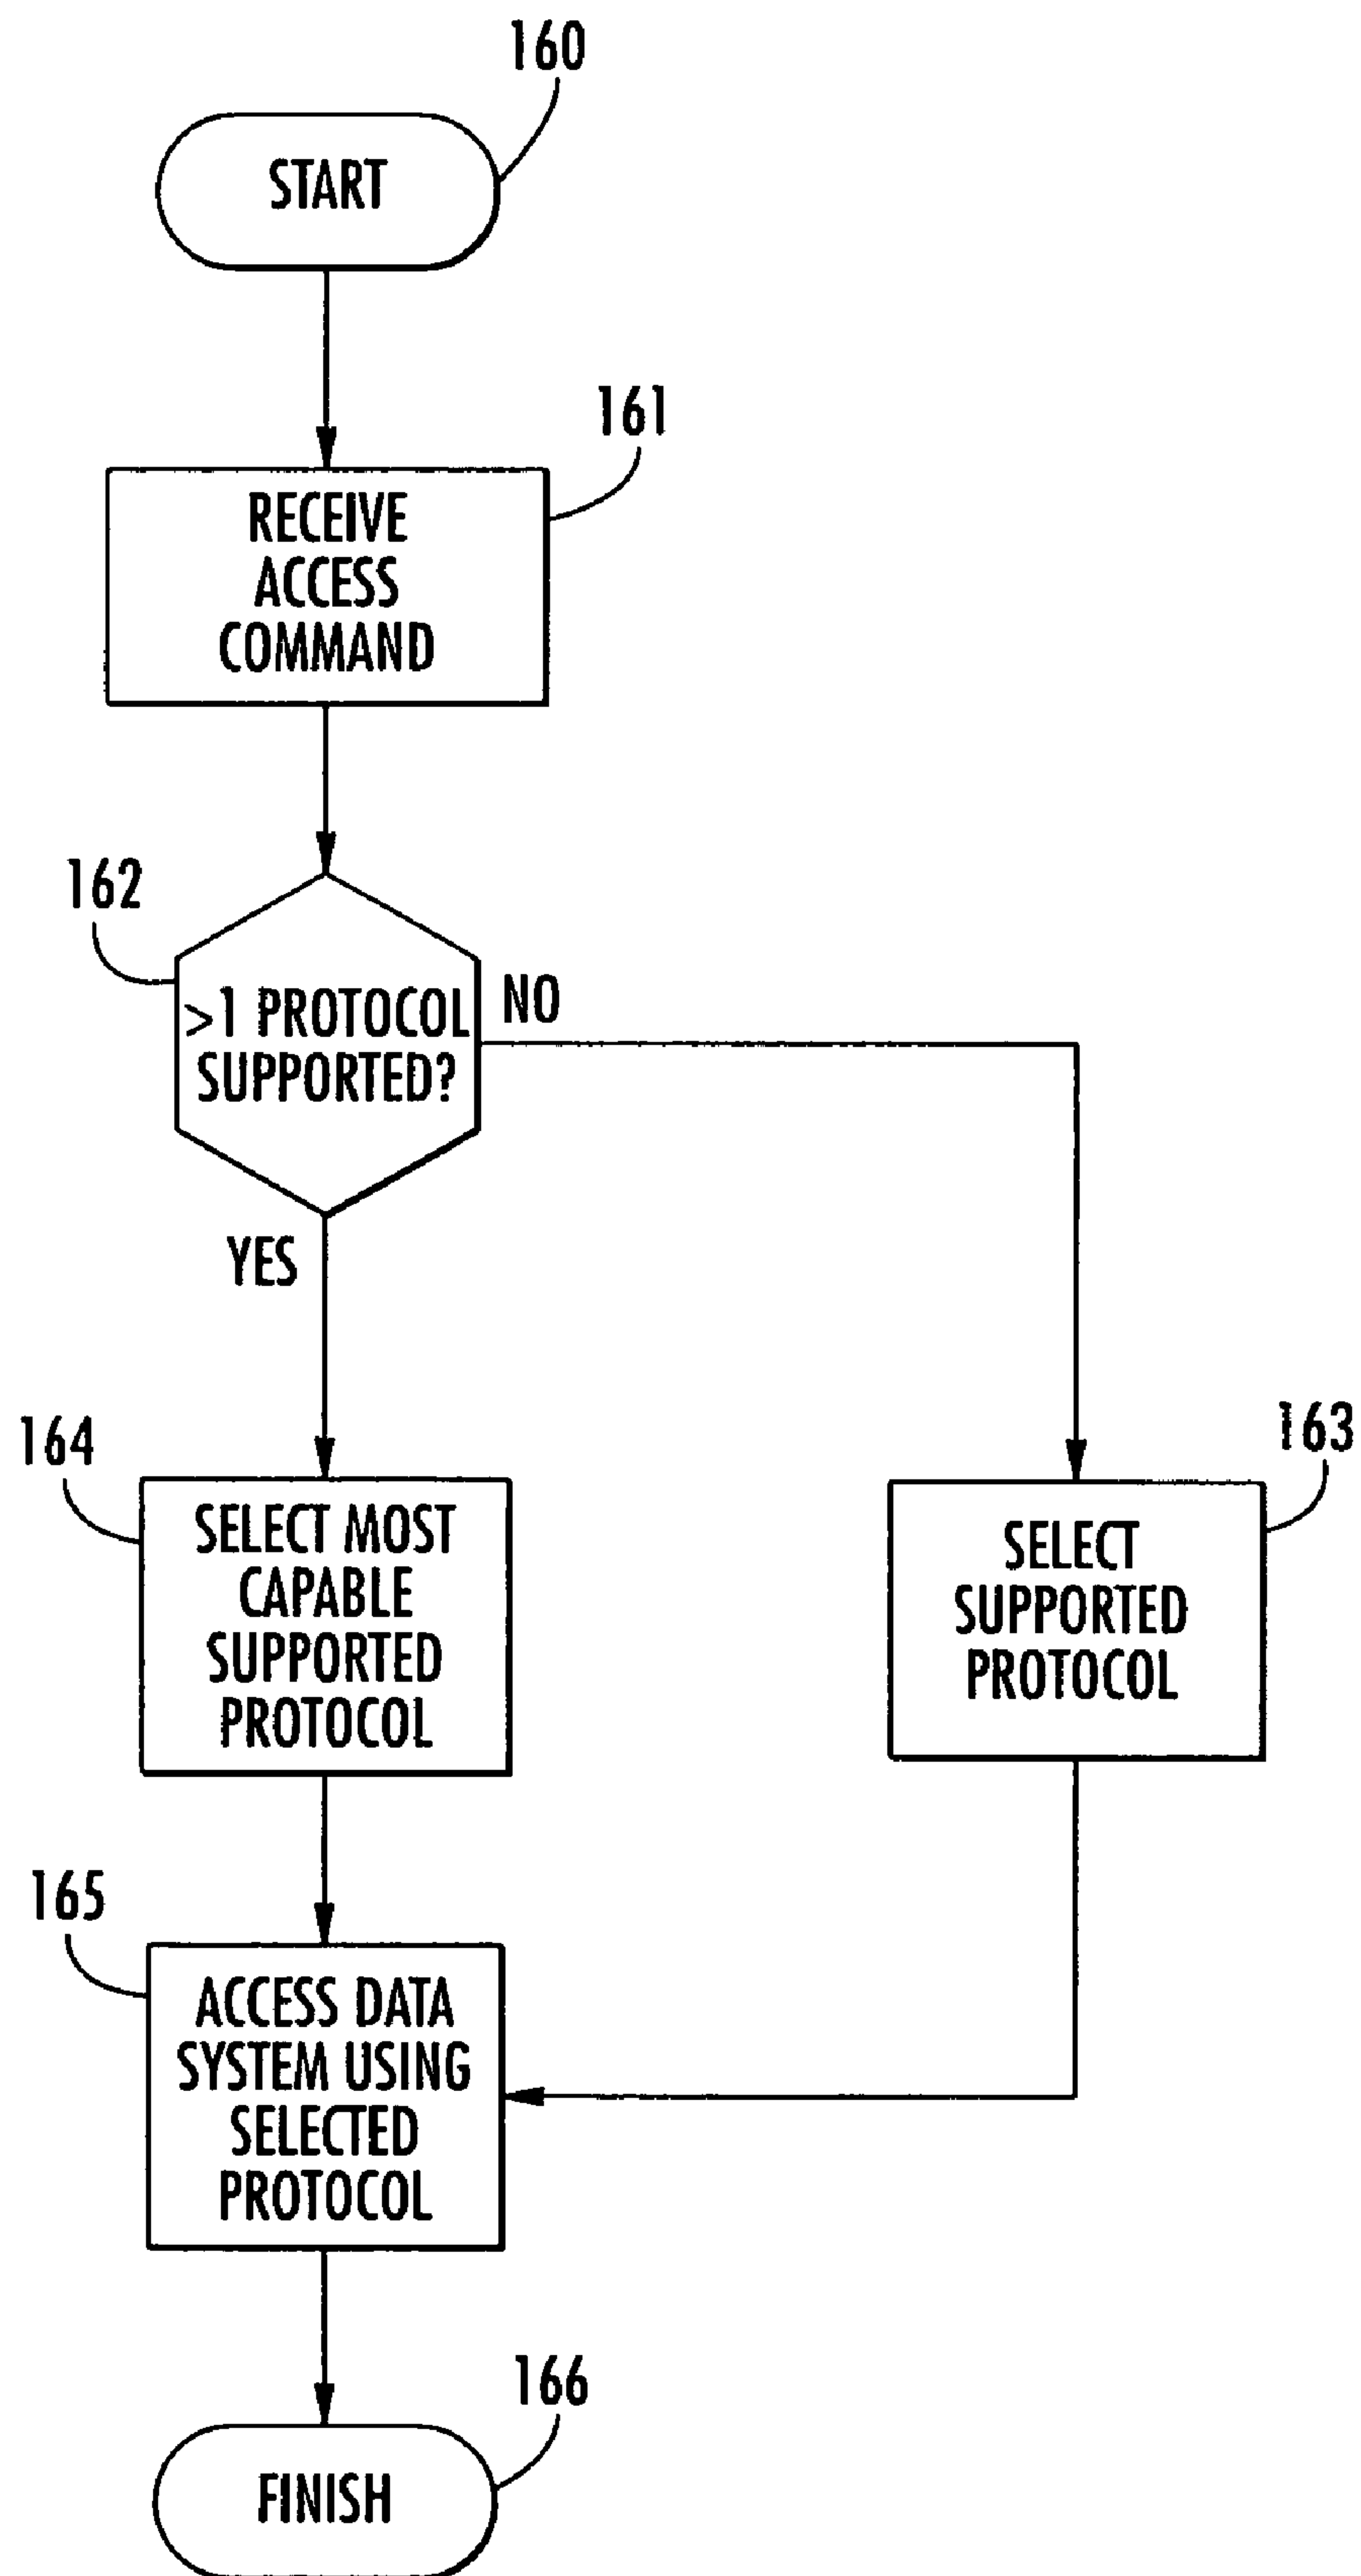 160
START
161
RECEIVE
ACCESS
COMMAND
162
>1 PROTOCOL
SUPPORTED?
NO
YES
164
SELECT MOST
CAPABLE
SUPPORTED
PROTOCOL
163
SELECT
SUPPORTED
PROTOCOL
165
ACCESS DATA
SYSTEM USING
SELECTED
PROTOCOL
166
FINISH